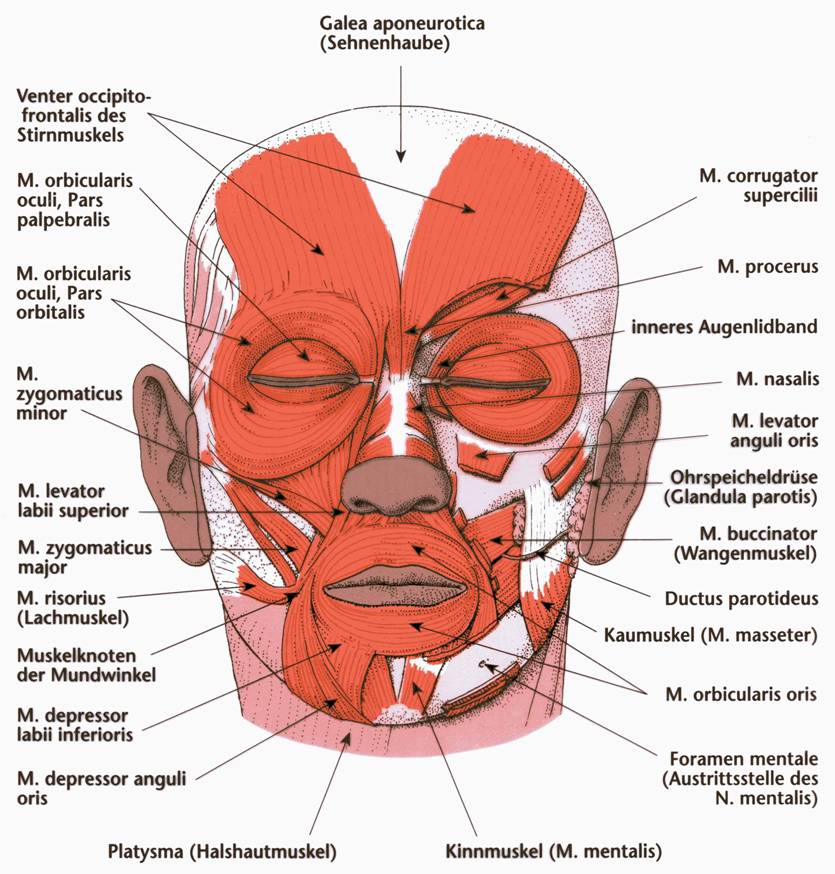 Galea aponeurotica
(Sehnenhaube)
Venter occipito-
frontalis des
Stirnmuskels
M. orbicularis
oculi, Pars
palpebralis
M. orbicularis
oculi, Pars
orbitalis
M.
zygomaticus
minor
M. levator
labii superior
M. zygomaticus
major
M. risorius
(Lachmuskel)
Muskelknoten
der Mundwinkel
M. depressor
labii inferioris
M. depressor anguli
oris
Platysma (Halshautmuskel)
M. corrugator
supercilii
M. procerus
inneres Augenlidband
M. nasalis
M. levator
anguli oris
Ohrspeicheldrüse
(Glandula parotis)
M. buccinator
(Wangenmuskel)
Ductus parotideus
Kaumuskel (M. masseter)
M. orbicularis oris
Foramen mentale
(Austrittsstelle des
N. mentalis)
Kinnmuskel (M. mentalis)